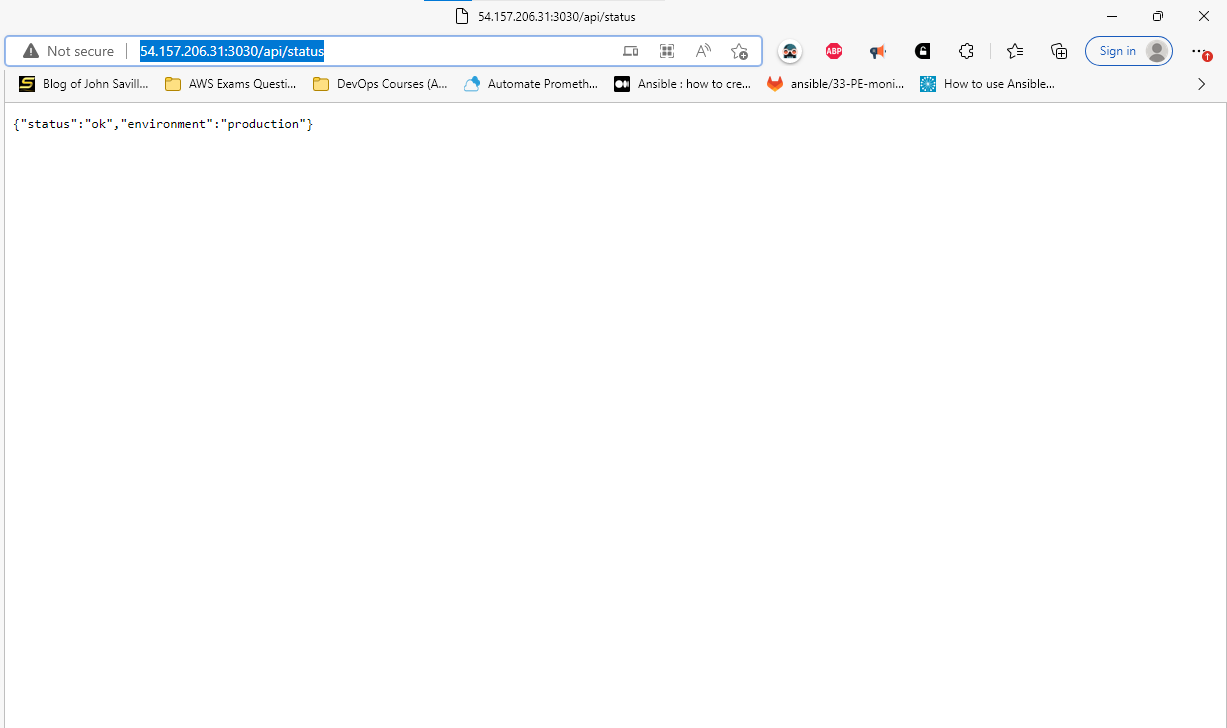 54.157.206.31:3030/api/status
Not secure 54.157.206.31:3030/api/status A ABP Sign in
Blog of John Savill... AWS Exams Questi... DevOps Courses (A... Automate Prometh... Ansible : how to cre... ansible/33-PE-moni... How to use Ansible...
{"status":"ok","environment":"production"}